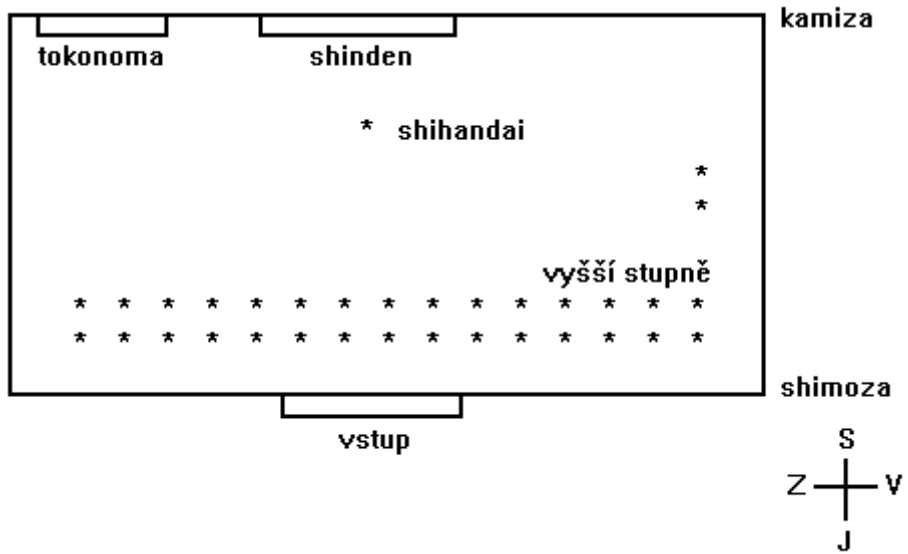 kamiza
tokonoma shinden
* shihandai
*
*
vyšší stupně
* * * * * * * * * * * * * * *
* * * * * * * * * * * * * * *
shimoza
vstup
S
Z V
J